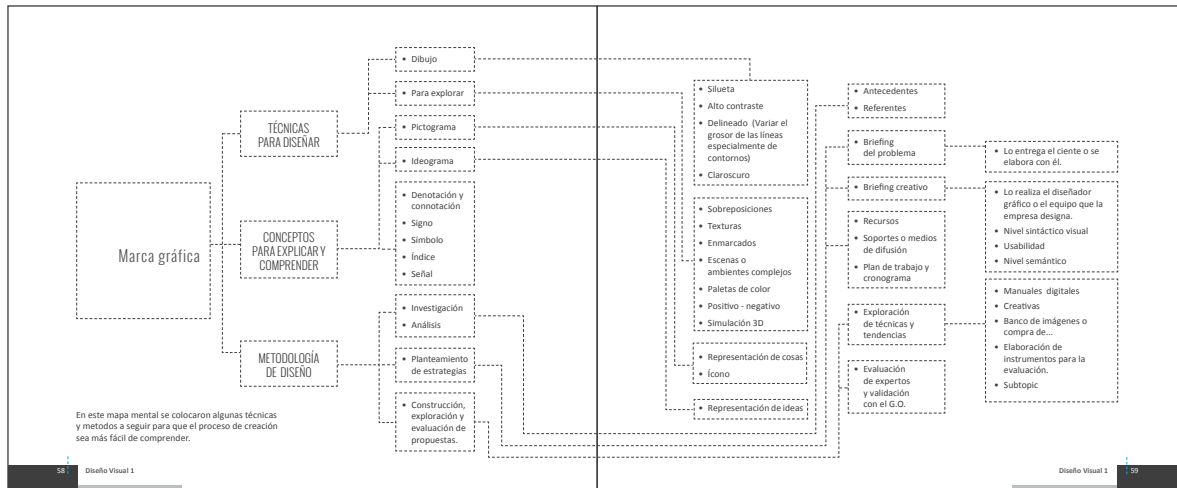 Marca gráfica
TÉCNICAS
PARA DISEÑAR
CONCEPTOS
PARA EXPLICAR Y
COMPRENDER
METODOLOGÍA
DE DISEÑO
• Dibujo
• Para explorar
• Pictograma
• Ideograma
• Denotación y
connotación
• Signo
• Símbolo
• Índice
• Señal
• Investigación
• Análisis
• Planteamiento
de estrategias
• Construcción,
exploración y
evaluación de
propuestas.
En este mapa mental se colocaron algunas técnicas
y metodos a seguir para que el proceso de creación
sea más fácil de comprender.
58
Diseño Visual 1
• Silueta
• Alto contraste
• Delineado (Variar el
grosor de las líneas
especialmente de
contornos)
• Claroscuro
• Sobreposiciones
• Texturas
• Enmarcados
• Escenas o
ambientes complejos
• Paletas de color
• Positivo - negativo
• Simulación 3D
• Representación de cosas
• Ícono
• Representación de ideas
• Antecedentes
• Referentes
• Briefing
del problema
• Briefing creativo
• Recursos
• Soportes o medios
de difusión
• Plan de trabajo y
cronograma
• Exploración
de técnicas y
tendencias
• Evaluación
de expertos
y validación
con el G.O.
• Lo entrega el ciente o se
elabora con él.
• Lo realiza el diseñador
gráfico o el equipo que la
empresa designa.
• Nivel sintáctico visual
• Usabilidad
• Nivel semántico
• Manuales digitales
• Creativas
• Banco de imágenes o
compra de...
• Elaboración de
instrumentos para la
evaluación.
• Subtopic
Diseño Visual 1
59